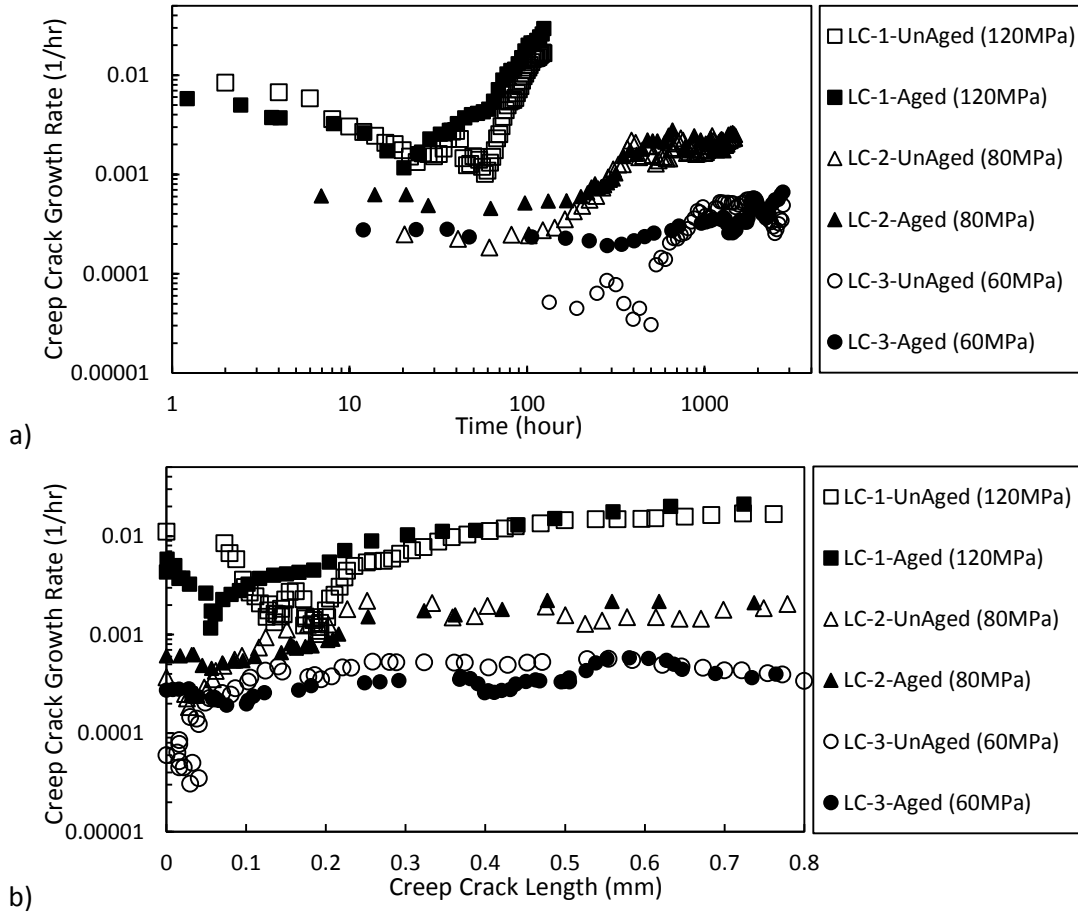 Creep Crack Growth Rate (1/hr)
0.01
0.001
0.0001
0.00001
1
10
100
1000
Time (hour)
a)
LC-1-UnAged (120MPa)
LC-1-Aged (120MPa)
LC-2-UnAged (80MPa)
LC-2-Aged (80MPa)
LC-3-UnAged (60MPa)
LC-3-Aged (60MPa)
Creep Crack Growth Rate (1/hr)
0.01
0.001
0.0001
0.00001
0
0.1
0.2
0.3
0.4
0.5
0.6
0.7
0.8
Creep Crack Length (mm)
b)
LC-1-UnAged (120MPa)
LC-1-Aged (120MPa)
LC-2-UnAged (80MPa)
LC-2-Aged (80MPa)
LC-3-UnAged (60MPa)
LC-3-Aged (60MPa)